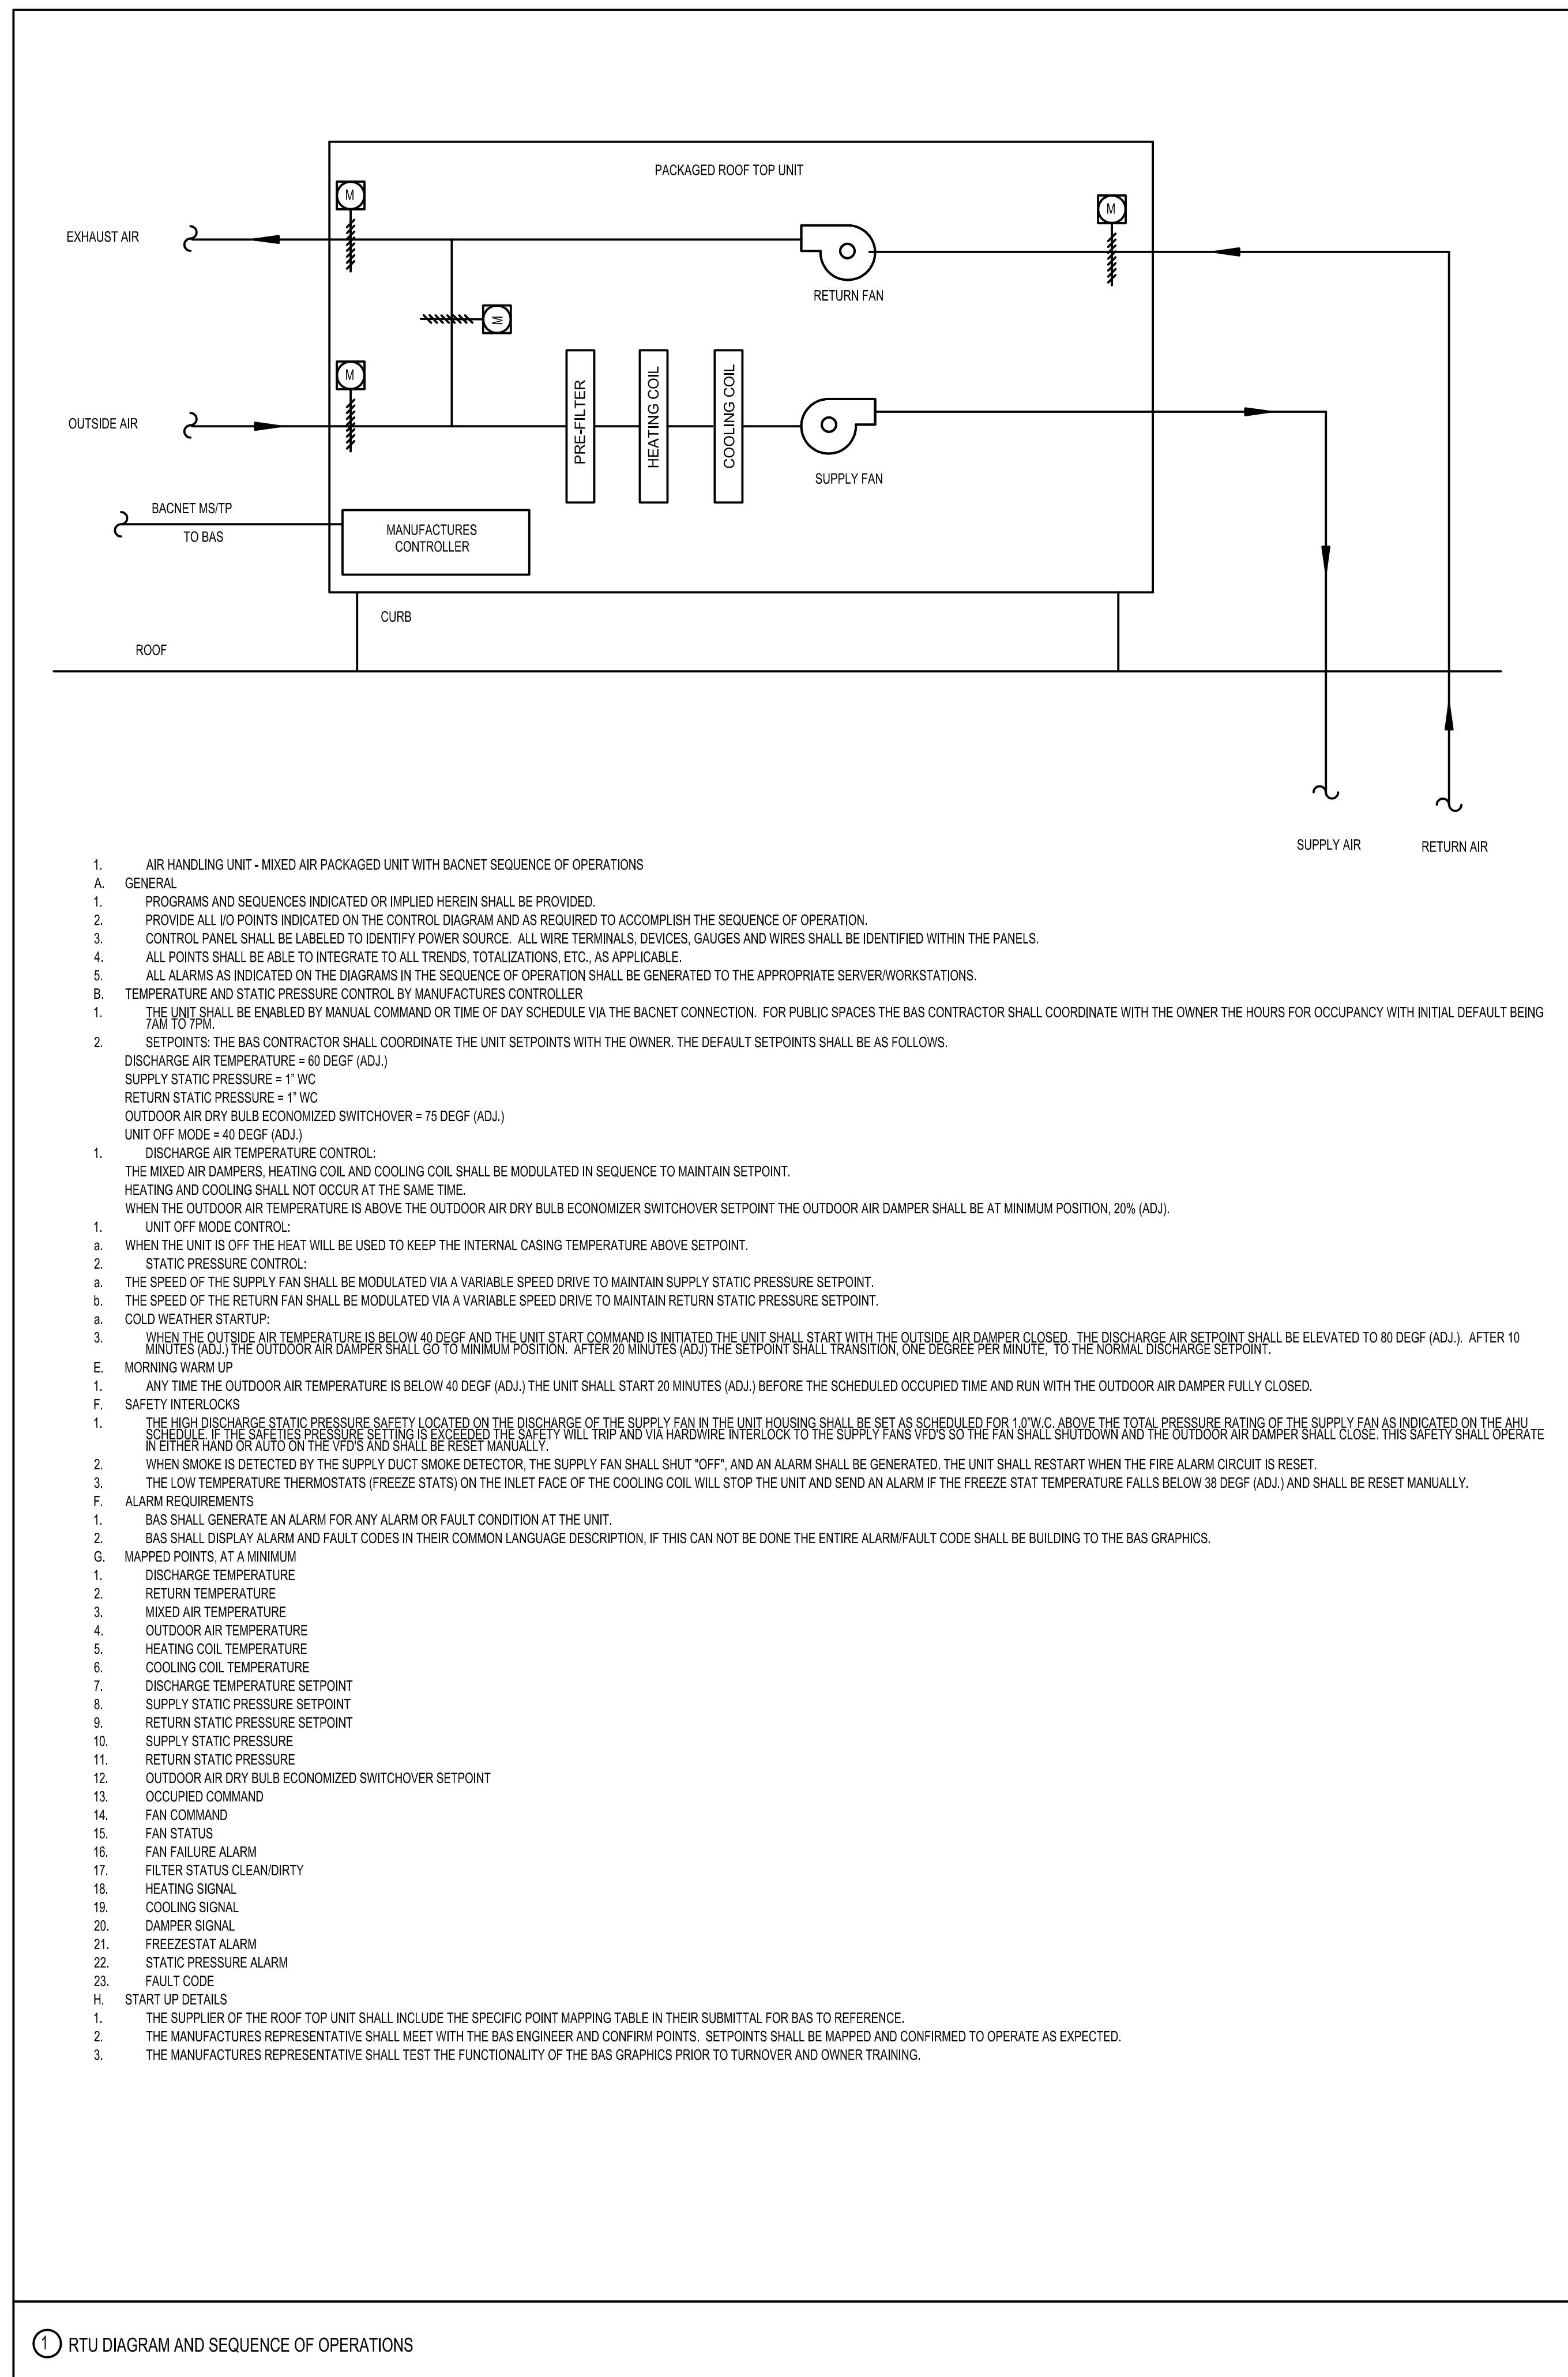 PACKAGED ROOF TOP UNIT
M
M
EXHAUST AIR
RETURN FAN
M
M
OUTSIDE AIR
PRE-FILTER
HEATING COIL
COOLING COIL
SUPPLY FAN
BACNET MS/TP
TO BAS
MANUFACTURES
CONTROLLER
CURB
ROOF
SUPPLY AIR
RETURN AIR
1. AIR HANDLING UNIT - MIXED AIR PACKAGED UNIT WITH BACNET SEQUENCE OF OPERATIONS
A. GENERAL
1. PROGRAMS AND SEQUENCES INDICATED OR IMPLIED HEREIN SHALL BE PROVIDED.
2. PROVIDE ALL I/O POINTS INDICATED ON THE CONTROL DIAGRAM AND AS REQUIRED TO ACCOMPLISH THE SEQUENCE OF OPERATION.
3. CONTROL PANEL SHALL BE LABELED TO IDENTIFY POWER SOURCE. ALL WIRE TERMINALS, DEVICES, GAUGES AND WIRES SHALL BE IDENTIFIED WITHIN THE PANELS.
4. ALL POINTS SHALL BE ABLE TO INTEGRATE TO ALL TRENDS, TOTALIZATIONS, ETC., AS APPLICABLE.
5. ALL ALARMS AS INDICATED ON THE DIAGRAMS IN THE SEQUENCE OF OPERATION SHALL BE GENERATED TO THE APPROPRIATE SERVER/WORKSTATIONS.
B. TEMPERATURE AND STATIC PRESSURE CONTROL BY MANUFACTURES CONTROLLER
1. THE UNIT SHALL BE ENABLED BY MANUAL COMMAND OR TIME OF DAY SCHEDULE VIA THE BACNET CONNECTION. FOR PUBLIC SPACES THE BAS CONTRACTOR SHALL COORDINATE WITH THE OWNER THE HOURS FOR OCCUPANCY WITH INITIAL DEFAULT BEING
7AM TO 7PM.
2. SETPOINTS: THE BAS CONTRACTOR SHALL COORDINATE THE UNIT SETPOINTS WITH THE OWNER. THE DEFAULT SETPOINTS SHALL BE AS FOLLOWS.
DISCHARGE AIR TEMPERATURE = 60 DEGF (ADJ.)
SUPPLY STATIC PRESSURE = 1" WC
RETURN STATIC PRESSURE = 1" WC
OUTDOOR AIR DRY BULB ECONOMIZED SWITCHOVER = 75 DEGF (ADJ.)
UNIT OFF MODE = 40 DEGF (ADJ.)
1. DISCHARGE AIR TEMPERATURE CONTROL:
THE MIXED AIR DAMPERS, HEATING COIL AND COOLING COIL SHALL BE MODULATED IN SEQUENCE TO MAINTAIN SETPOINT.
HEATING AND COOLING SHALL NOT OCCUR AT THE SAME TIME.
WHEN THE OUTDOOR AIR TEMPERATURE IS ABOVE THE OUTDOOR AIR DRY BULB ECONOMIZER SWITCHOVER SETPOINT THE OUTDOOR AIR DAMPER SHALL BE AT MINIMUM POSITION, 20% (ADJ).
1. UNIT OFF MODE CONTROL:
a. WHEN THE UNIT IS OFF THE HEAT WILL BE USED TO KEEP THE INTERNAL CASING TEMPERATURE ABOVE SETPOINT.
2. STATIC PRESSURE CONTROL:
a. THE SPEED OF THE SUPPLY FAN SHALL BE MODULATED VIA A VARIABLE SPEED DRIVE TO MAINTAIN SUPPLY STATIC PRESSURE SETPOINT.
b. THE SPEED OF THE RETURN FAN SHALL BE MODULATED VIA A VARIABLE SPEED DRIVE TO MAINTAIN RETURN STATIC PRESSURE SETPOINT.
a. COLD WEATHER STARTUP:
3. WHEN THE OUTSIDE AIR TEMPERATURE IS BELOW 40 DEGF AND THE UNIT START COMMAND IS INITIATED THE UNIT SHALL START WITH THE OUTSIDE AIR DAMPER CLOSED. THE DISCHARGE AIR SETPOINT SHALL BE ELEVATED TO 80 DEGF (ADJ.). AFTER 10
MINUTES (ADJ.) THE OUTDOOR AIR DAMPER SHALL GO TO MINIMUM POSITION. AFTER 20 MINUTES (ADJ) THE SETPOINT SHALL TRANSITION, ONE DEGREE PER MINUTE, TO THE NORMAL DISCHARGE SETPOINT.
E. MORNING WARM UP
1. ANY TIME THE OUTDOOR AIR TEMPERATURE IS BELOW 40 DEGF (ADJ.) THE UNIT SHALL START 20 MINUTES (ADJ.) BEFORE THE SCHEDULED OCCUPIED TIME AND RUN WITH THE OUTDOOR AIR DAMPER FULLY CLOSED.
F. SAFETY INTERLOCKS
1. THE HIGH DISCHARGE STATIC PRESSURE SAFETY LOCATED ON THE DISCHARGE OF THE SUPPLY FAN IN THE UNIT HOUSING SHALL BE SET AS SCHEDULED FOR 1.0"W.C. ABOVE THE TOTAL PRESSURE RATING OF THE SUPPLY FAN AS INDICATED ON THE AHU
SCHEDULE. IF THE SAFETIES PRESSURE SETTING IS EXCEEDED THE SAFETY WILL TRIP AND VIA HARDWIRE INTERLOCK TO THE SUPPLY FANS VFD'S SO THE FAN SHALL SHUTDOWN AND THE OUTDOOR AIR DAMPER SHALL CLOSE. THIS SAFETY SHALL OPERATE
IN EITHER HAND OR AUTO ON THE VFD'S AND SHALL BE RESET MANUALLY.
2. WHEN SMOKE IS DETECTED BY THE SUPPLY DUCT SMOKE DETECTOR, THE SUPPLY FAN SHALL SHUT "OFF", AND AN ALARM SHALL BE GENERATED. THE UNIT SHALL RESTART WHEN THE FIRE ALARM CIRCUIT IS RESET.
3. THE LOW TEMPERATURE THERMOSTATS (FREEZE STATS) ON THE INLET FACE OF THE COOLING COIL WILL STOP THE UNIT AND SEND AN ALARM IF THE FREEZE STAT TEMPERATURE FALLS BELOW 38 DEGF (ADJ.) AND SHALL BE RESET MANUALLY.
F. ALARM REQUIREMENTS
1. BAS SHALL GENERATE AN ALARM FOR ANY ALARM OR FAULT CONDITION AT THE UNIT.
2. BAS SHALL DISPLAY ALARM AND FAULT CODES IN THEIR COMMON LANGUAGE DESCRIPTION, IF THIS CAN NOT BE DONE THE ENTIRE ALARM/FAULT CODE SHALL BE BUILDING TO THE BAS GRAPHICS.
G. MAPPED POINTS, AT A MINIMUM
1. DISCHARGE TEMPERATURE
2. RETURN TEMPERATURE
3. MIXED AIR TEMPERATURE
4. OUTDOOR AIR TEMPERATURE
5. HEATING COIL TEMPERATURE
6. COOLING COIL TEMPERATURE
7. DISCHARGE TEMPERATURE SETPOINT
8. SUPPLY STATIC PRESSURE SETPOINT
9. RETURN STATIC PRESSURE SETPOINT
10. SUPPLY STATIC PRESSURE
11. RETURN STATIC PRESSURE
12. OUTDOOR AIR DRY BULB ECONOMIZED SWITCHOVER SETPOINT
13. OCCUPIED COMMAND
14. FAN COMMAND
15. FAN STATUS
16. FAN FAILURE ALARM
17. FILTER STATUS CLEAN/DIRTY
18. HEATING SIGNAL
19. COOLING SIGNAL
20. DAMPER SIGNAL
21. FREEZESTAT ALARM
22. STATIC PRESSURE ALARM
23. FAULT CODE
H. START UP DETAILS
1. THE SUPPLIER OF THE ROOF TOP UNIT SHALL INCLUDE THE SPECIFIC POINT MAPPING TABLE IN THEIR SUBMITTAL FOR BAS TO REFERENCE.
2. THE MANUFACTURES REPRESENTATIVE SHALL MEET WITH THE BAS ENGINEER AND CONFIRM POINTS. SETPOINTS SHALL BE MAPPED AND CONFIRMED TO OPERATE AS EXPECTED.
3. THE MANUFACTURES REPRESENTATIVE SHALL TEST THE FUNCTIONALITY OF THE BAS GRAPHICS PRIOR TO TURNOVER AND OWNER TRAINING.
1 RTU DIAGRAM AND SEQUENCE OF OPERATIONS